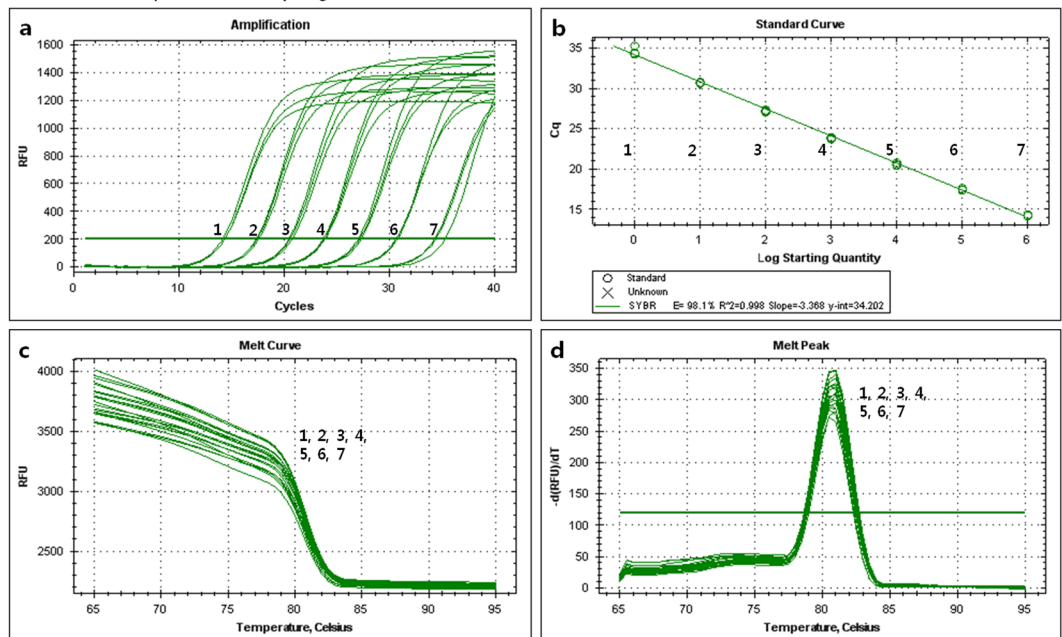 a
Amplification
1600
1400
1200
1000
800
600
400
200
0
RFU
1 2 3 4 5 6 7
0 10 20 30 40
Cycles
b
Standard Curve
35
30
25
20
15
Cq
1 2 3 4 5 6 7
0 1 2 3 4 5 6
Log Starting Quantity
Standard
Unknown
SYBR E= 98.1% R^2=0.998 Slope=-3.368 y-int=34.202
c
Melt Curve
4000
3500
3000
2500
RFU
1, 2, 3, 4,
5, 6, 7
65 70 75 80 85 90 95
Temperature, Celsius
d
Melt Peak
350
300
250
200
150
100
50
0
-d(RFU)/dT
1, 2, 3, 4,
5, 6, 7
65 70 75 80 85 90 95
Temperature, Celsius